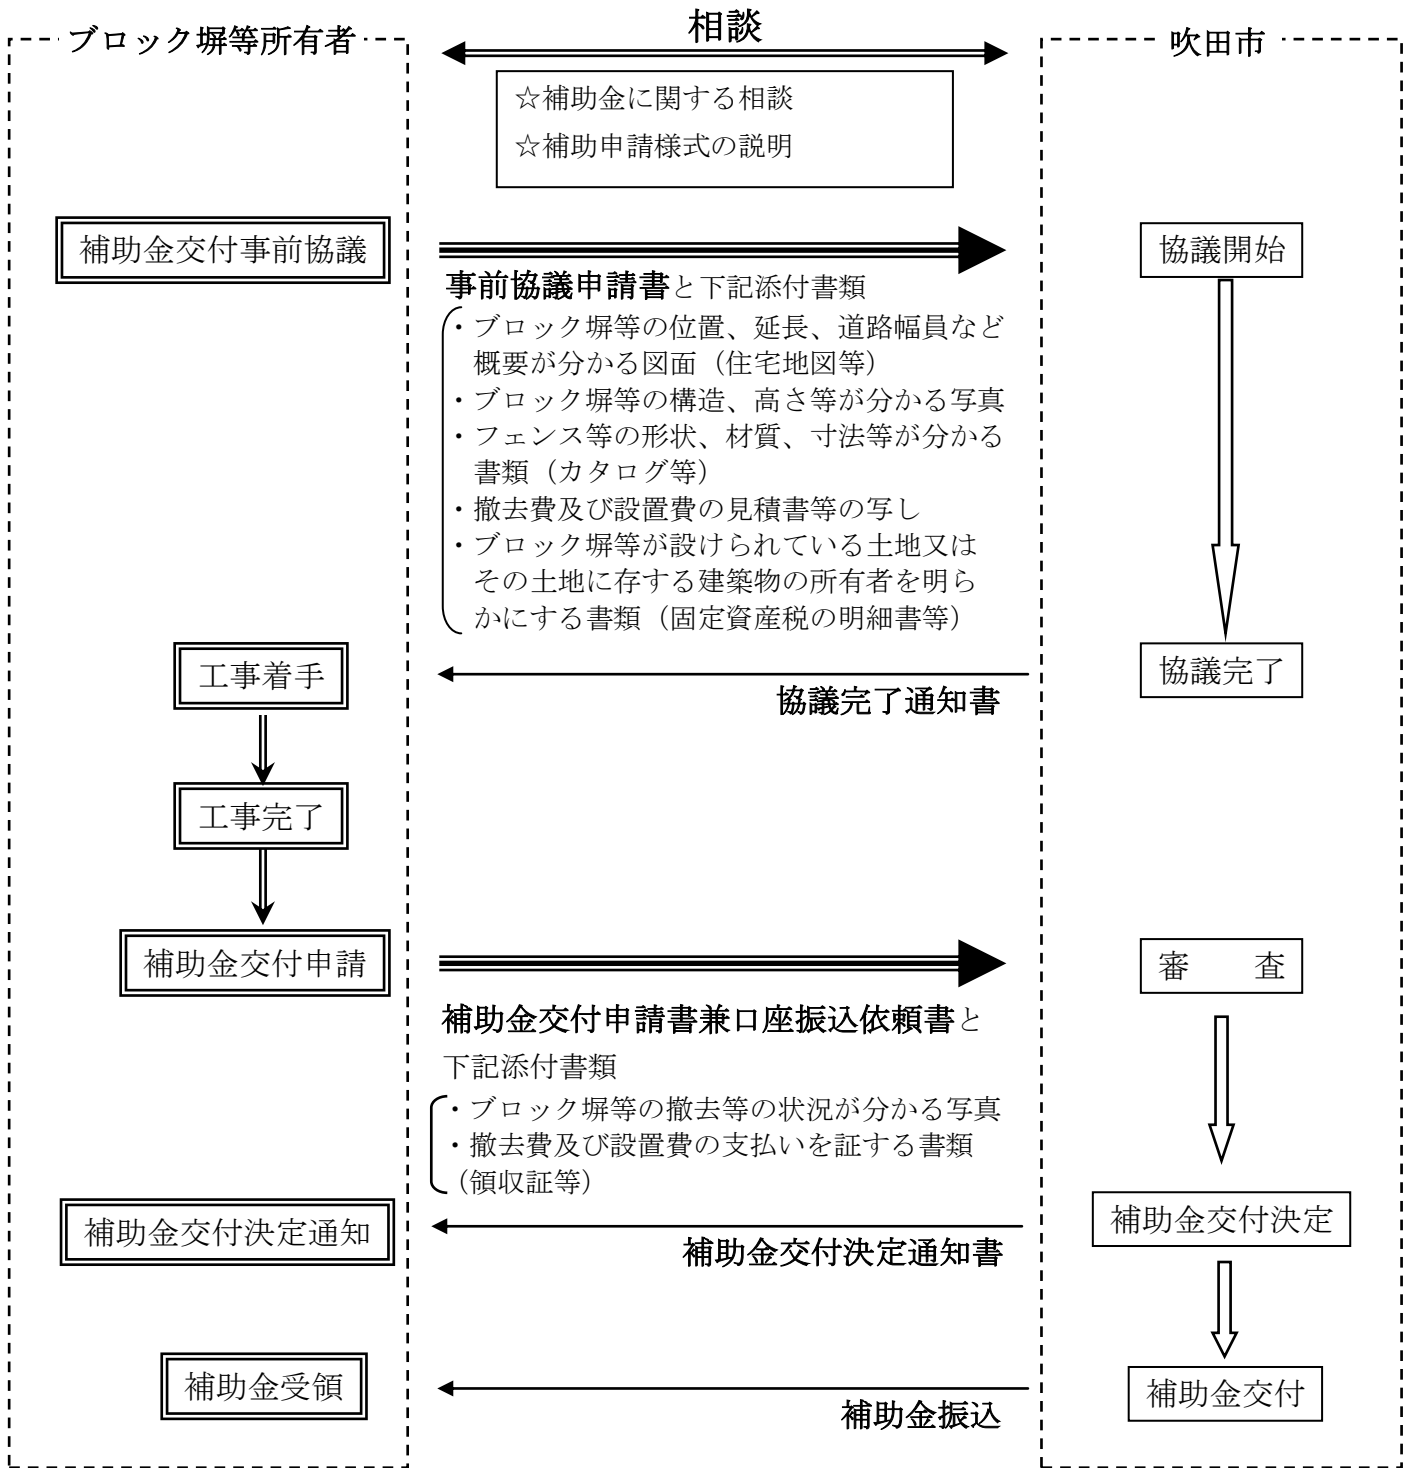 相談
ブロック塀等所有者
吹田市
☆補助金に関する相談
☆補助申請様式の説明
補助金交付事前協議
協議開始
事前協議申請書と下記添付書類
・ブロック塀等の位置、延長、道路幅員など
概要が分かる図面（住宅地図等）
・ブロック塀等の構造、高さ等が分かる写真
・フェンス等の形状、材質、寸法等が分かる
書類（カタログ等）
・撤去費及び設置費の見積書等の写し
・ブロック塀等が設けられている土地又は
その土地に存する建築物の所有者を明ら
かにする書類（固定資産税の明細書等）
工事着手
協議完了
協議完了通知書
工事完了
補助金交付申請
審　　査
補助金交付申請書兼口座振込依頼書と
下記添付書類
・ブロック塀等の撤去等の状況が分かる写真
・撤去費及び設置費の支払いを証する書類
（領収証等）
補助金交付決定通知
補助金交付決定
補助金交付決定通知書
補助金受領
補助金交付
補助金振込